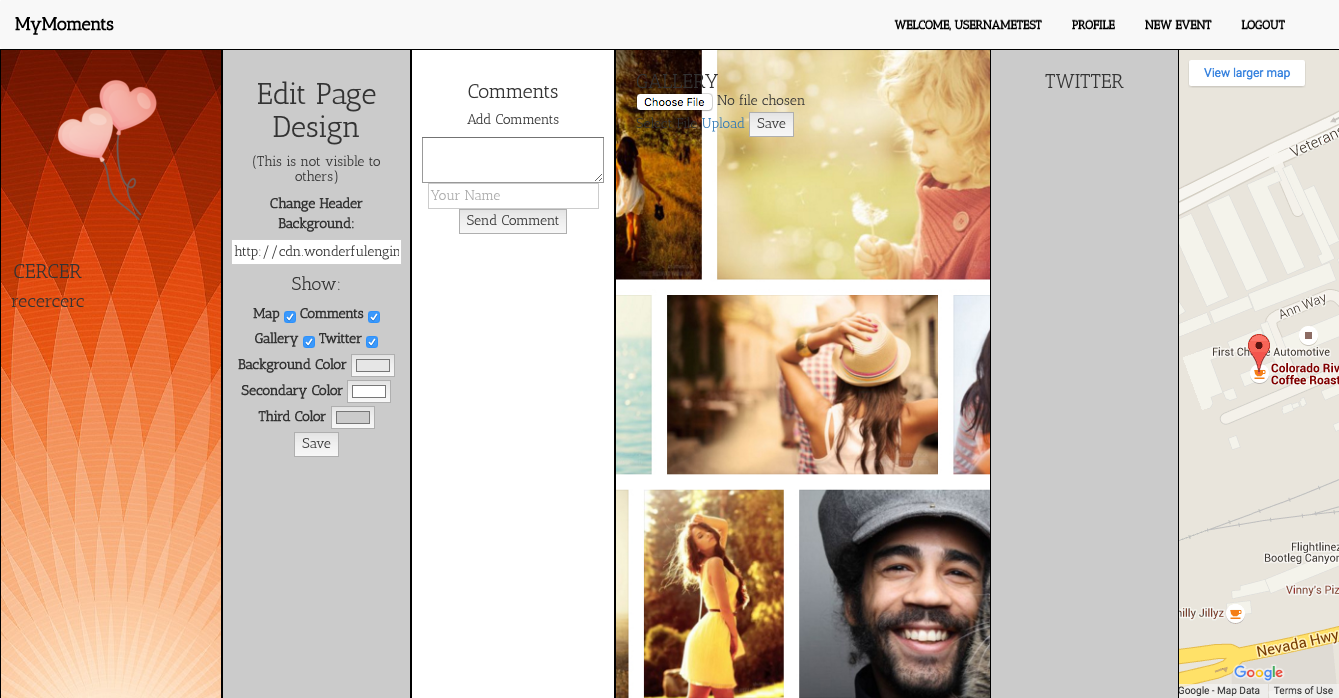 MyMoments
WELCOME, USERNAMETEST
PROFILE
NEW EVENT
LOGOUT
CERCER
recercerc
Edit Page
Design
(This is not visible to
others)
Change Header
Background:
http://cdn.wonderfulengin
Show:
Map Comments
Gallery Twitter
Background Color
Secondary Color
Third Color
Save
Comments
Add Comments
Your Name
Send Comment
GALLERY
Choose File No file chosen
Upload Save
TWITTER
View larger map
Veteran
Ann Way
First Ch e Automotive
Colorado Riv
Coffee Roast
Flightlinez
Bootleg Canyon
Vinny's Piz
hilly Jillyz
Nevada Hwy
Google
Google - Map Data Terms of Use